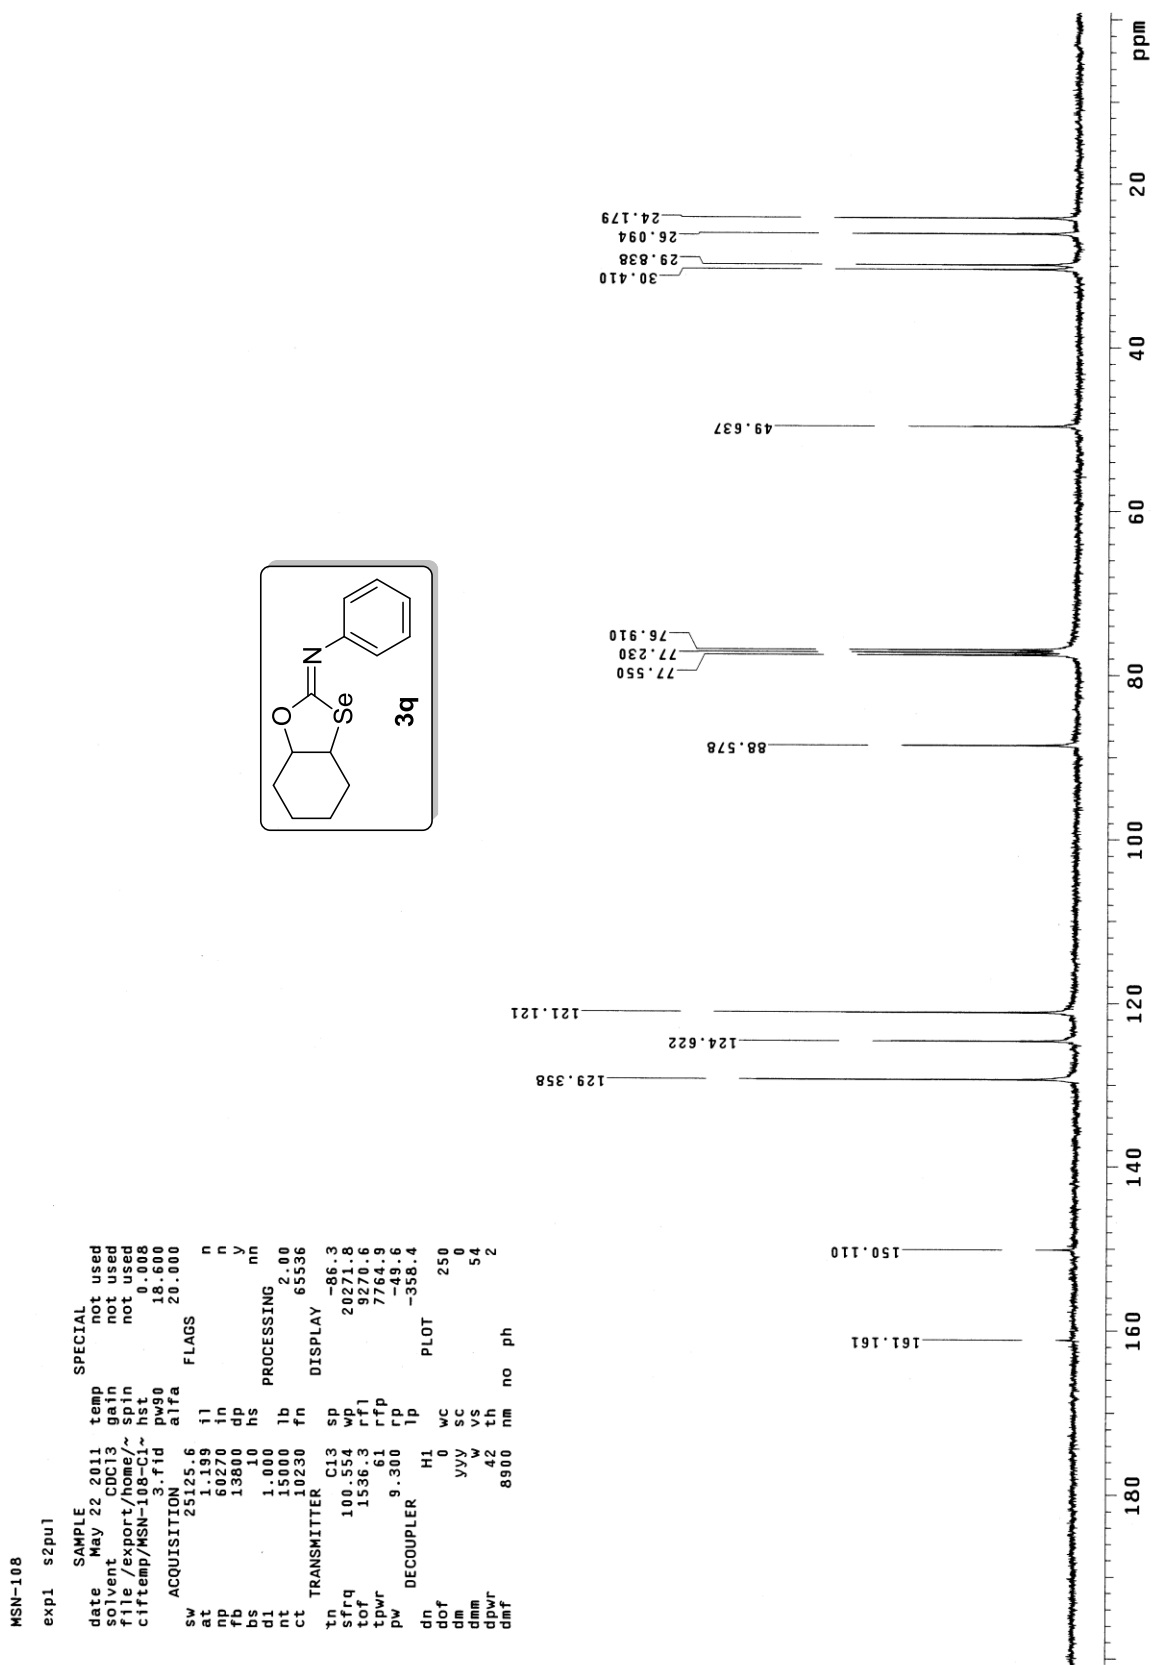 MSN-108
exp1 s2pul
SAMPLE
date May 22 2011
solvent CDCl3
file /export/home/~
ciftemp/MSN-108-C1~
3.fid
ACQUISITION
sw 25125.6
at 1.199
np 60270
fb 13800
bs 10
d1 1.000
nt 15000
ct 10230
TRANSMITTER
tn C13
sfrq 100.554
tof 1536.3
tpwr 61
pw 9.300
DECOUPLER
dn H1
dof 0
dm yyy
dmm w
dpwr 42
dmf 8900
SPECIAL
temp not used
gain not used
spin not used
hst 0.008
pw90 18.600
alfa 20.000
FLAGS
il n
in n
dp y
hs nn
PROCESSING
lb 2.00
fn 65536
DISPLAY
sp -86.3
wp 20271.8
rfl 9270.6
rfp 7764.9
rp -49.6
lp -358.4
PLOT
wc 250
sc 0
vs 54
th 2
nm no ph
O
N
Se
3q
161.161
150.110
129.358
124.622
121.121
88.578
77.550
77.230
76.910
49.637
30.410
29.838
26.094
24.179
180 160 140 120 100 80 60 40 20 ppm